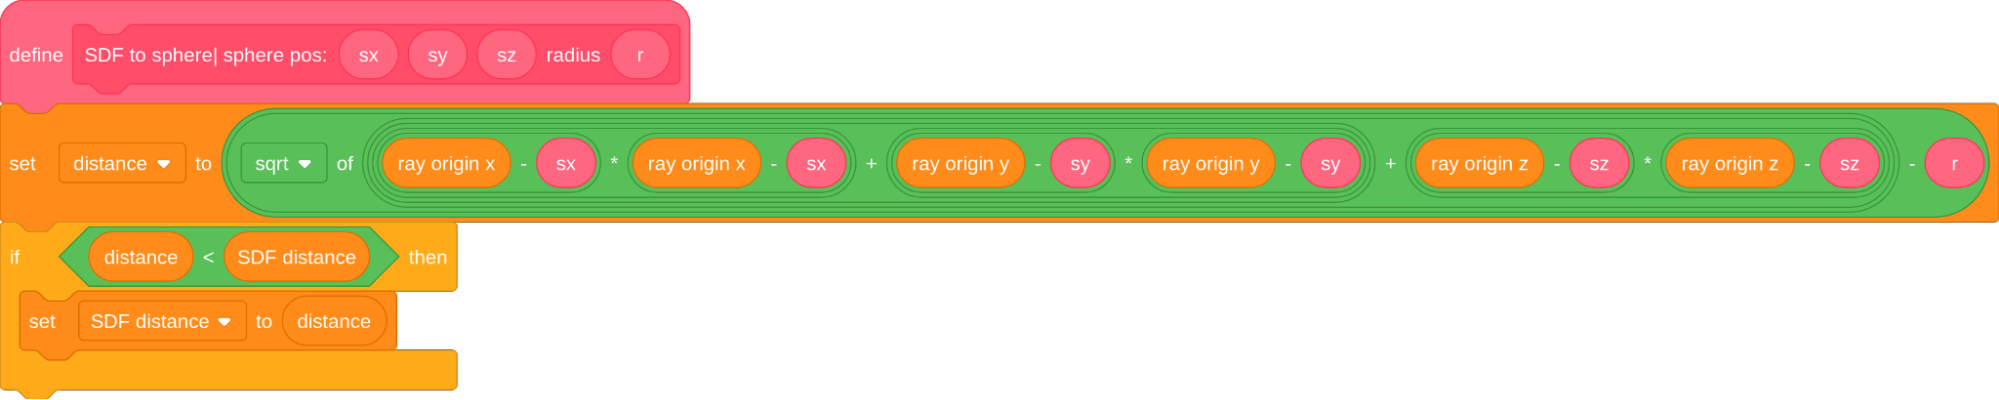 define SDF to sphere| sphere pos: sx sy sz radius r
set distance to sqrt of ray origin x - sx * ray origin x - sx + ray origin y - sy * ray origin y - sy + ray origin z - sz * ray origin z - sz - r
if distance < SDF distance then
set SDF distance to distance